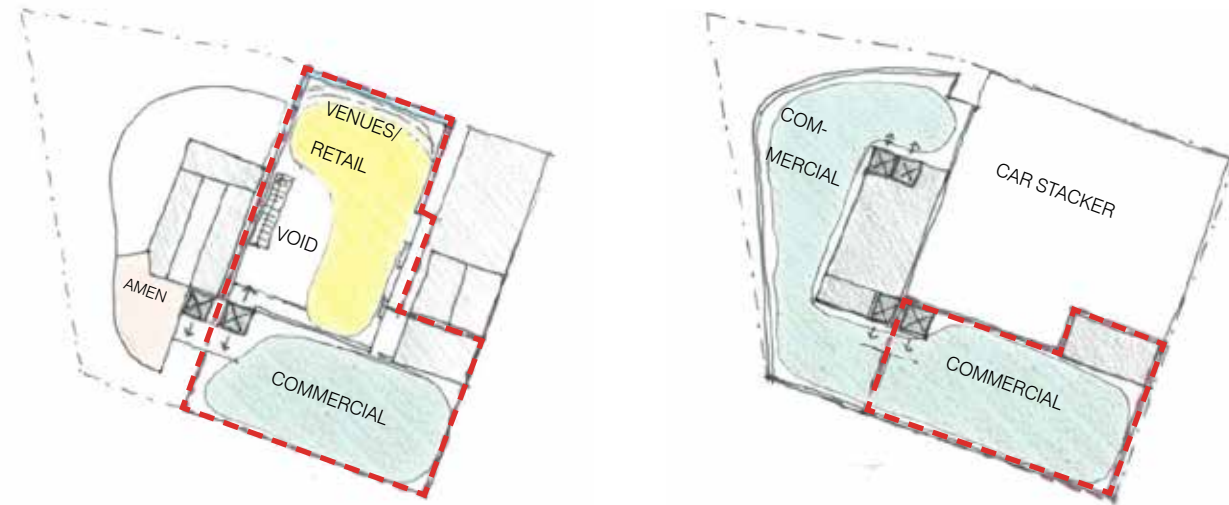 VENUES/
RETAIL
VOID
AMEN
COMMERCIAL
COM-
MERCIAL
CAR STACKER
COMMERCIAL